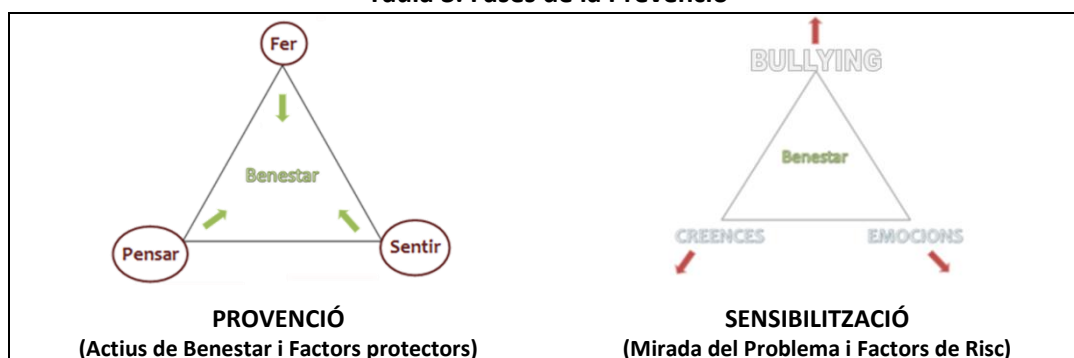 Taula 3. Fases de la Prevenció
Fer
Benestar
Pensar
Sentir
PROVENCIÓ
(Actius de Benestar i Factors protectors)
BULLYING
Benestar
CREENCES
EMOCIONS
SENSIBILITZACIÓ
(Mirada del Problema i Factors de Risc)